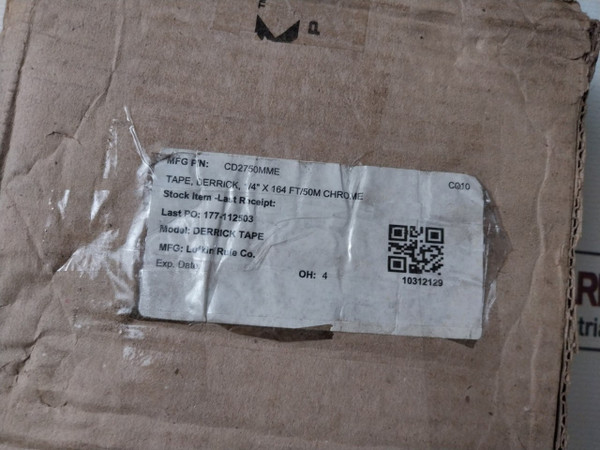 MFG P/N: CD2750MME
TAPE, DERRICK, 1/4" X 164 FT/50M CHROME
CO10
Stock Item -Last Receipt:
Last PO: 177-112503
Model: DERRICK TAPE
MFG: Lufkin Rule Co.
Exp. Date
OH: 4
10312129